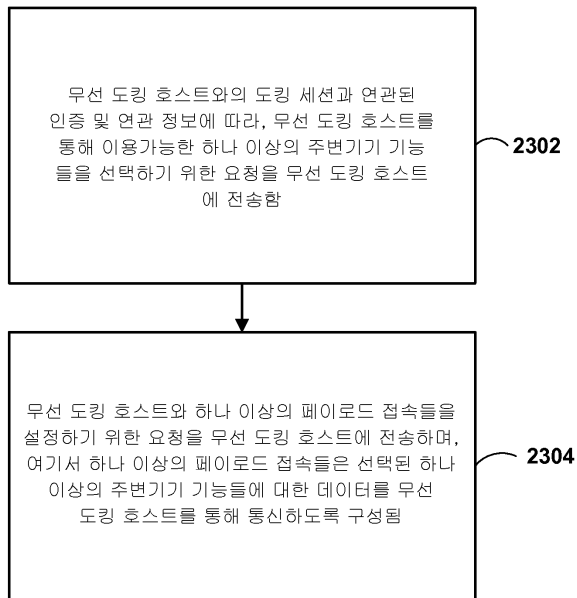 무선 도킹 호스트와의 도킹 세션과 연관된
인증 및 연관 정보에 따라, 무선 도킹 호스트를
통해 이용가능한 하나 이상의 주변기기 기능
들을 선택하기 위한 요청을 무선 도킹 호스트
에 전송함
2302
무선 도킹 호스트와 하나 이상의 페이로드 접속들을
설정하기 위한 요청을 무선 도킹 호스트에 전송하며,
여기서 하나 이상의 페이로드 접속들은 선택된 하나
이상의 주변기기 기능들에 대한 데이터를 무선
도킹 호스트를 통해 통신하도록 구성됨
2304